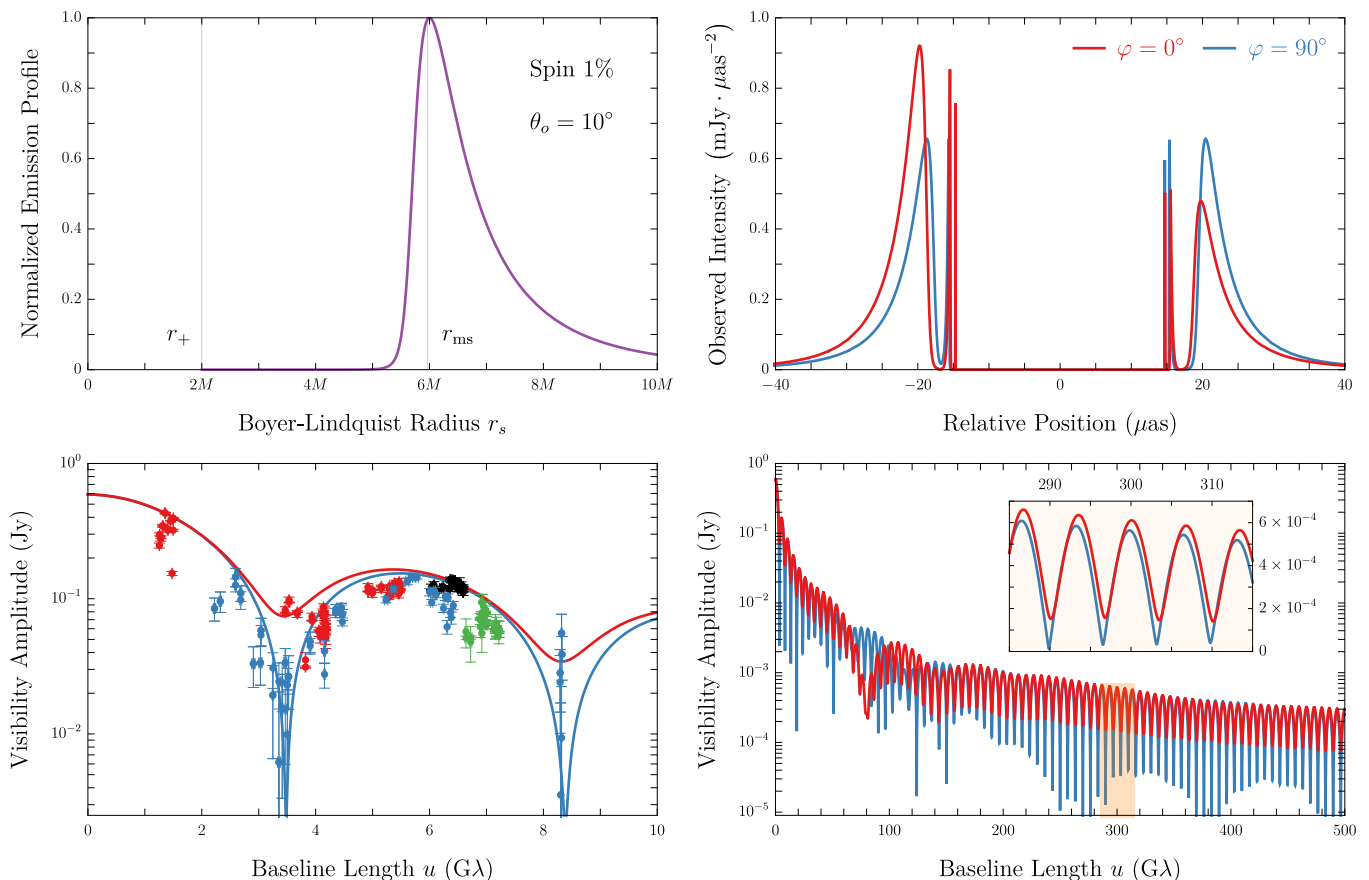 Normalized Emission Profile
1.0
0.8
0.6
0.4
0.2
0
Spin 1%
θₒ = 10°
r₊
rₘₛ
0 2M 4M 6M 8M 10M
Boyer-Lindquist Radius rₛ
Observed Intensity (mJy · μas⁻²)
1.0
0.8
0.6
0.4
0.2
0
φ = 0° φ = 90°
−40 −20 0 20 40
Relative Position (μas)
Visibility Amplitude (Jy)
10⁰
10⁻¹
10⁻²
0 2 4 6 8 10
Baseline Length u (Gλ)
Visibility Amplitude (Jy)
10⁰
10⁻¹
10⁻²
10⁻³
10⁻⁴
10⁻⁵
290 300 310
6 × 10⁻⁴
4 × 10⁻⁴
2 × 10⁻⁴
0
0 100 200 300 400 500
Baseline Length u (Gλ)